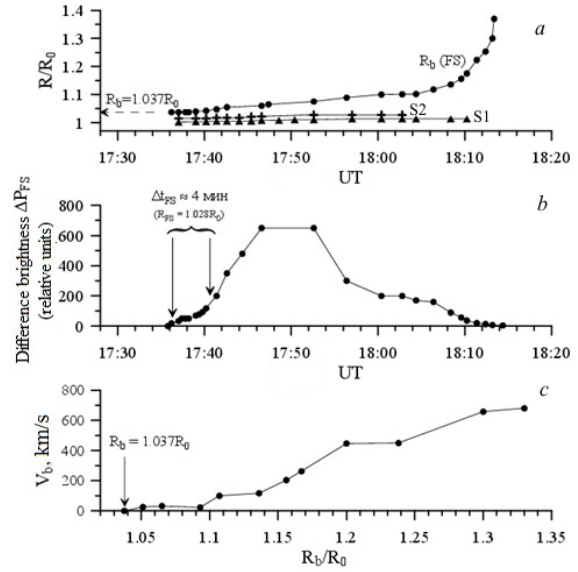 1.4
a
1.3
R/R₀
R_b (FS)
1.2
R_b=1.037R₀
1.1
S2
S1
1
17:30 17:40 17:50 18:00 18:10 18:20
UT
Δt_FS ≈ 4 мин
(R_FS = 1.028R₀)
b
800
600
400
200
0
Difference brightness ΔP_FS
(relative units)
17:30 17:40 17:50 18:00 18:10 18:20
UT
800
c
600
R_b = 1.037R₀
400
200
0
V_b, km/s
1.05 1.1 1.15 1.2 1.25 1.3 1.35
R_b/R₀